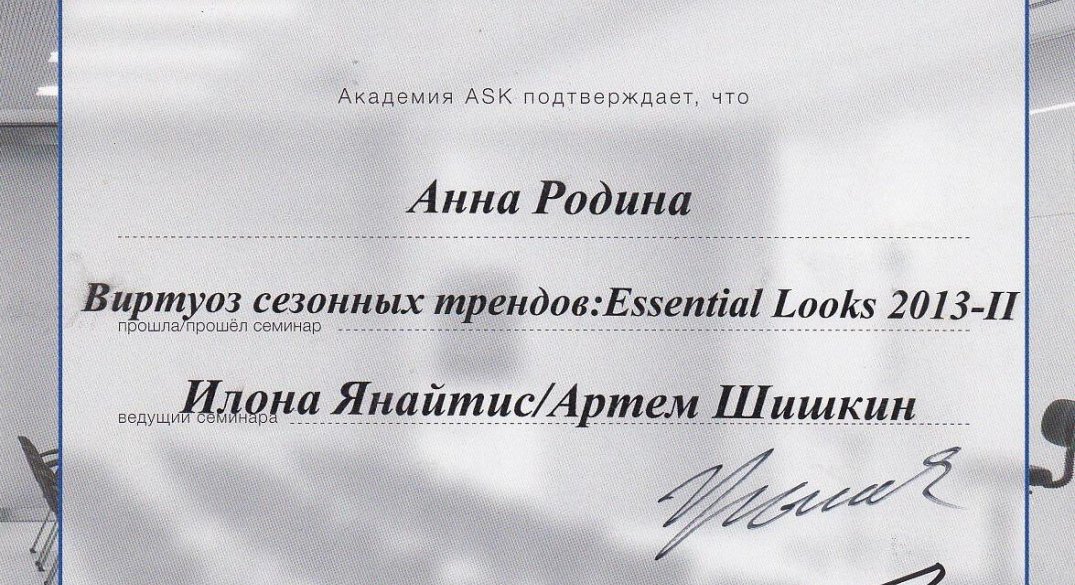 Академия ASK подтверждает, что
Анна Родина
Виртуоз сезонных трендов:Essential Looks 2013-II
прошла/прошёл семинар
Илона Янайтис/Артем Шишкин
ведущий семинара